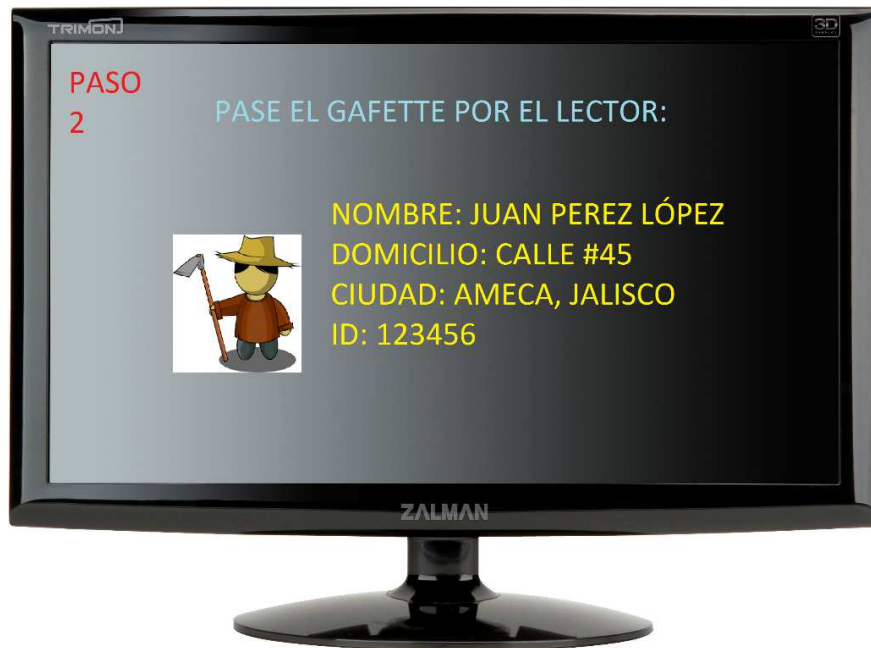 TRIMON
3D
PASO
2
PASE EL GAFETTE POR EL LECTOR:
NOMBRE: JUAN PEREZ LÓPEZ
DOMICILIO: CALLE #45
CIUDAD: AMECA, JALISCO
ID: 123456
ZALMAN